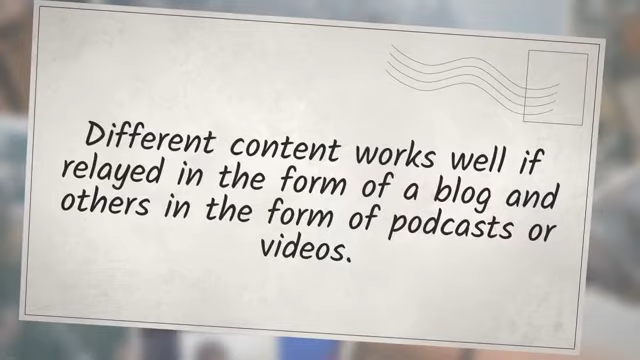 Different content works well if
relayed in the form of a blog and
others in the form of podcasts or
videos.